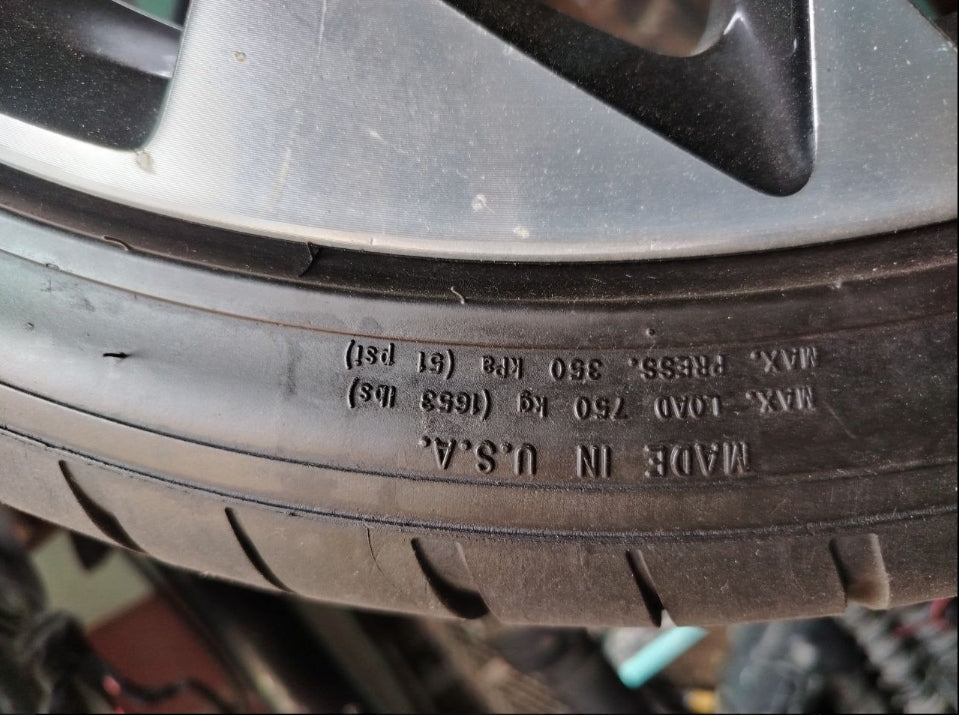 MADE IN U.S.A.
MAX. LOAD 750 kg (1653 lbs)
MAX. PRESS. 350 kPa (51 psi)